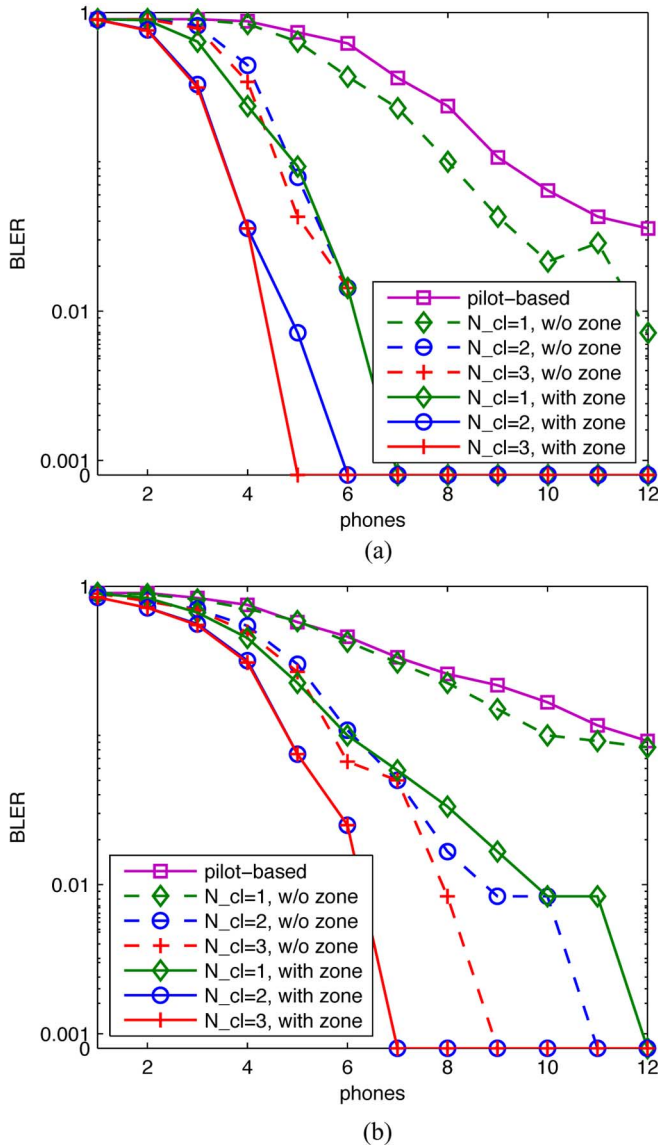 1
BLER
0.01
0.001
0
2 4 6 8 10 12
phones
pilot-based
N_cl=1, w/o zone
N_cl=2, w/o zone
N_cl=3, w/o zone
N_cl=1, with zone
N_cl=2, with zone
N_cl=3, with zone
(a)
1
BLER
0.01
0.001
0
2 4 6 8 10 12
phones
pilot-based
N_cl=1, w/o zone
N_cl=2, w/o zone
N_cl=3, w/o zone
N_cl=1, with zone
N_cl=2, with zone
N_cl=3, with zone
(b)